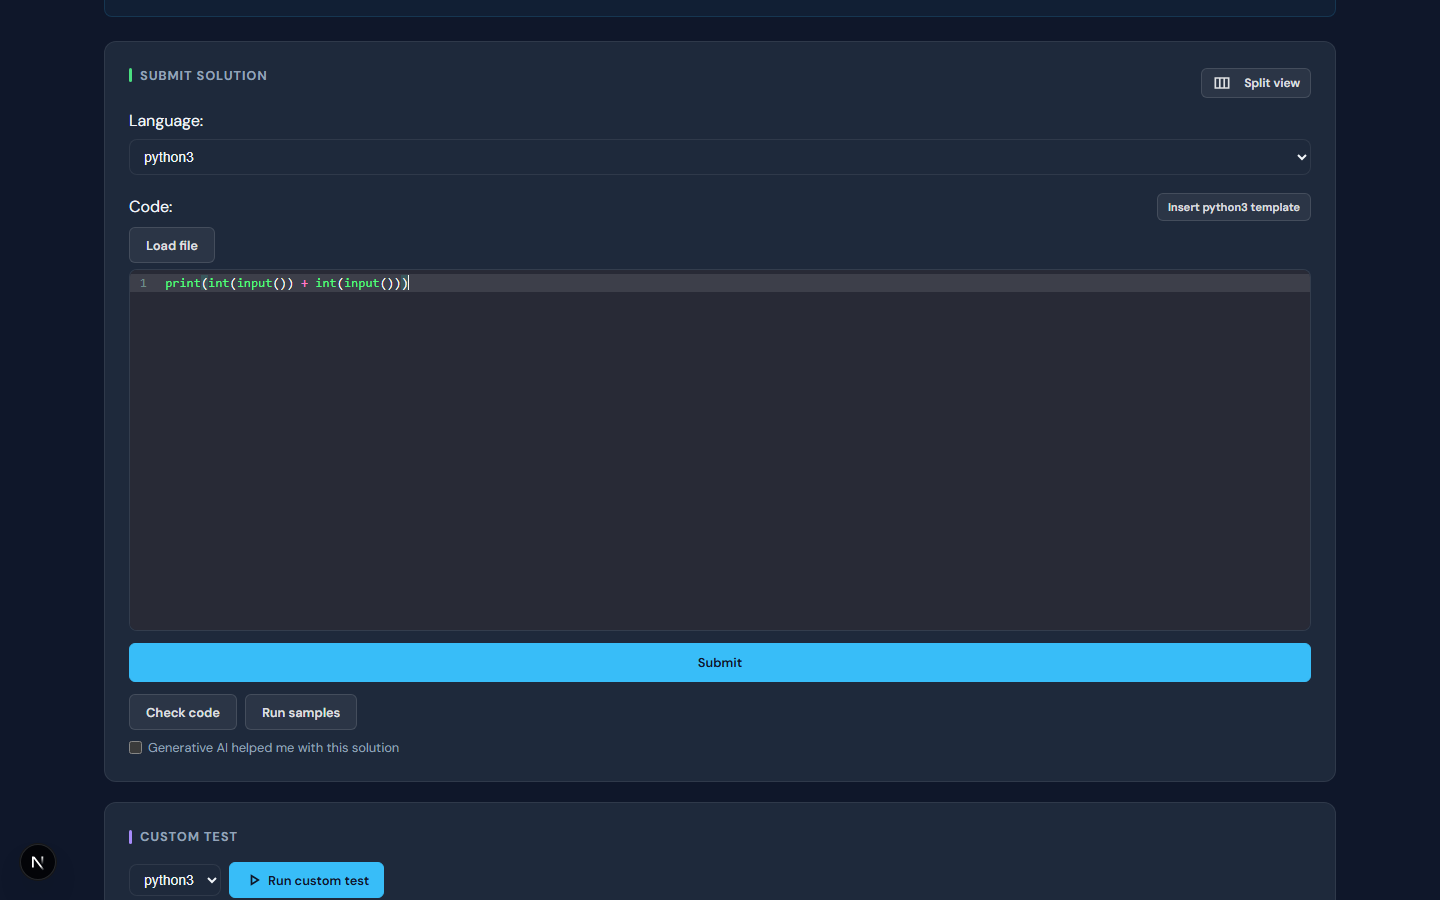 SUBMIT SOLUTION
Split view
Language:
python3
Code:
Insert python3 template
Load file
1 print(int(input()) + int(input()))
Submit
Check code
Run samples
Generative AI helped me with this solution
CUSTOM TEST
python3
Run custom test
N